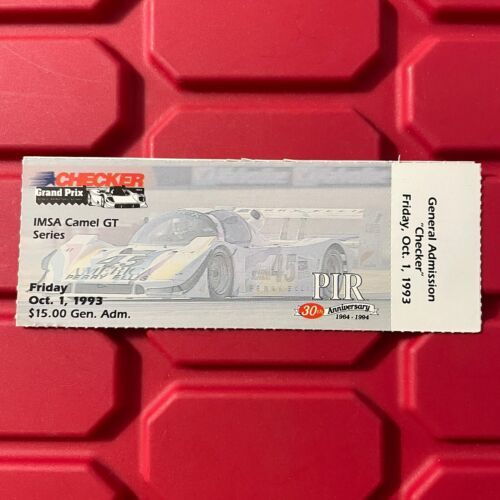 CHECKER
Grand Prix
IMSA Camel GT
Series
Friday
Oct. 1, 1993
$15.00 Gen. Adm.
45
45
PIR
30th Anniversary
1964 - 1994
General Admission
"Checker"
Friday, Oct. 1, 1993